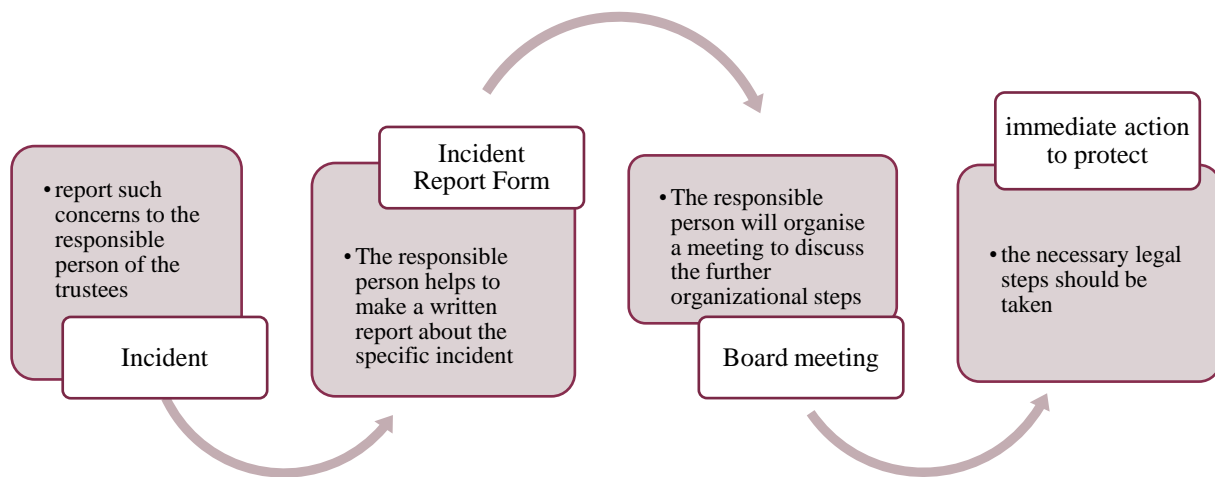 • report such
concerns to the
responsible
person of the
trustees
Incident
Incident
Report Form
• The responsible
person helps to
make a written
report about the
specific incident
• The responsible
person will organise
a meeting to discuss
the further
organizational steps
Board meeting
immediate action
to protect
• the necessary legal
steps should be
taken